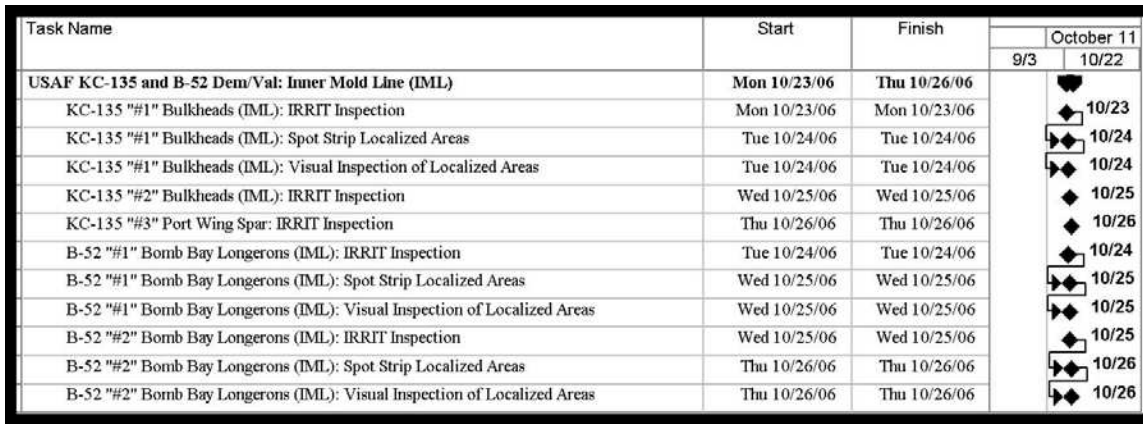 Task Name Start Finish October 11
9/3 10/22
USAF KC-135 and B-52 Dem/Val: Inner Mold Line (IML) Mon 10/23/06 Thu 10/26/06
KC-135 "#1" Bulkheads (IML): IRRIT Inspection Mon 10/23/06 Mon 10/23/06 10/23
KC-135 "#1" Bulkheads (IML): Spot Strip Localized Areas Tue 10/24/06 Tue 10/24/06 10/24
KC-135 "#1" Bulkheads (IML): Visual Inspection of Localized Areas Tue 10/24/06 Tue 10/24/06 10/24
KC-135 "#2" Bulkheads (IML): IRRIT Inspection Wed 10/25/06 Wed 10/25/06 10/25
KC-135 "#3" Port Wing Spar: IRRIT Inspection Thu 10/26/06 Thu 10/26/06 10/26
B-52 "#1" Bomb Bay Longerons (IML): IRRIT Inspection Tue 10/24/06 Tue 10/24/06 10/24
B-52 "#1" Bomb Bay Longerons (IML): Spot Strip Localized Areas Wed 10/25/06 Wed 10/25/06 10/25
B-52 "#1" Bomb Bay Longerons (IML): Visual Inspection of Localized Areas Wed 10/25/06 Wed 10/25/06 10/25
B-52 "#2" Bomb Bay Longerons (IML): IRRIT Inspection Wed 10/25/06 Wed 10/25/06 10/25
B-52 "#2" Bomb Bay Longerons (IML): Spot Strip Localized Areas Thu 10/26/06 Thu 10/26/06 10/26
B-52 "#2" Bomb Bay Longerons (IML): Visual Inspection of Localized Areas Thu 10/26/06 Thu 10/26/06 10/26